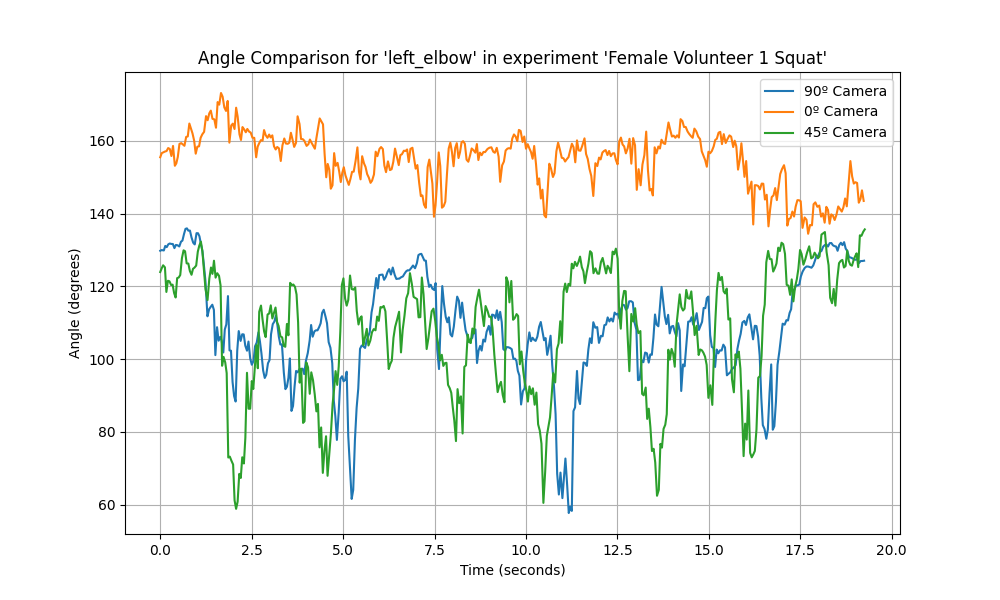 Angle Comparison for 'left_elbow' in experiment 'Female Volunteer 1 Squat'
90º Camera
0º Camera
45º Camera
160
140
120
100
80
60
Angle (degrees)
0.0 2.5 5.0 7.5 10.0 12.5 15.0 17.5 20.0
Time (seconds)